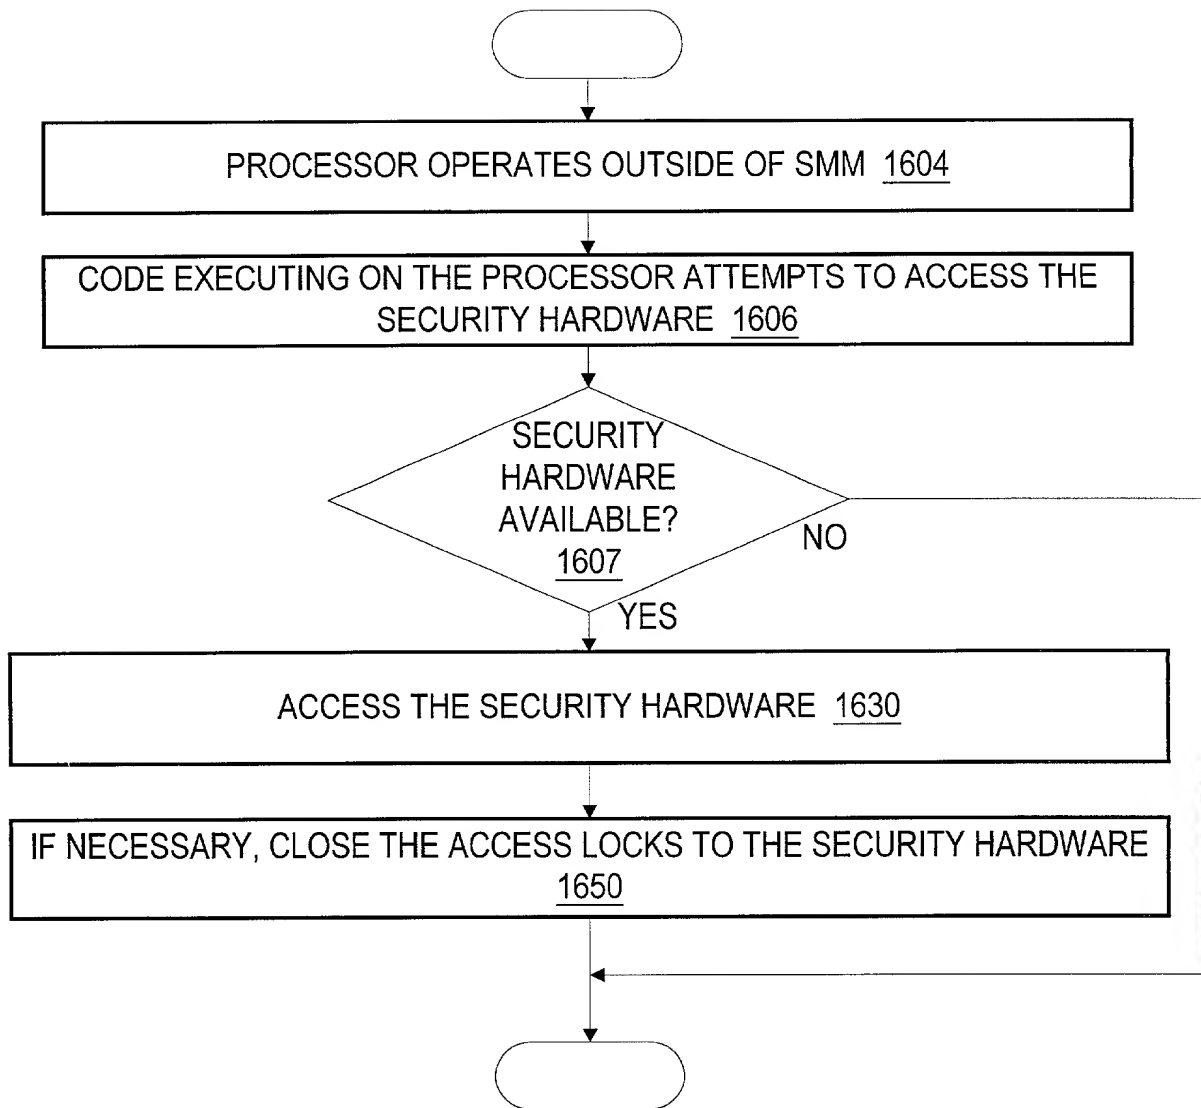 PROCESSOR OPERATES OUTSIDE OF SMM 1604
CODE EXECUTING ON THE PROCESSOR ATTEMPTS TO ACCESS THE
SECURITY HARDWARE 1606
SECURITY
HARDWARE
AVAILABLE?
1607
NO
YES
ACCESS THE SECURITY HARDWARE 1630
IF NECESSARY, CLOSE THE ACCESS LOCKS TO THE SECURITY HARDWARE
1650